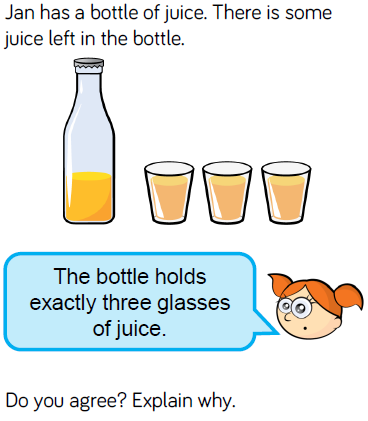 Jan has a bottle of juice. There is some
juice left in the bottle.
The bottle holds
exactly three glasses
of juice.
Do you agree? Explain why.